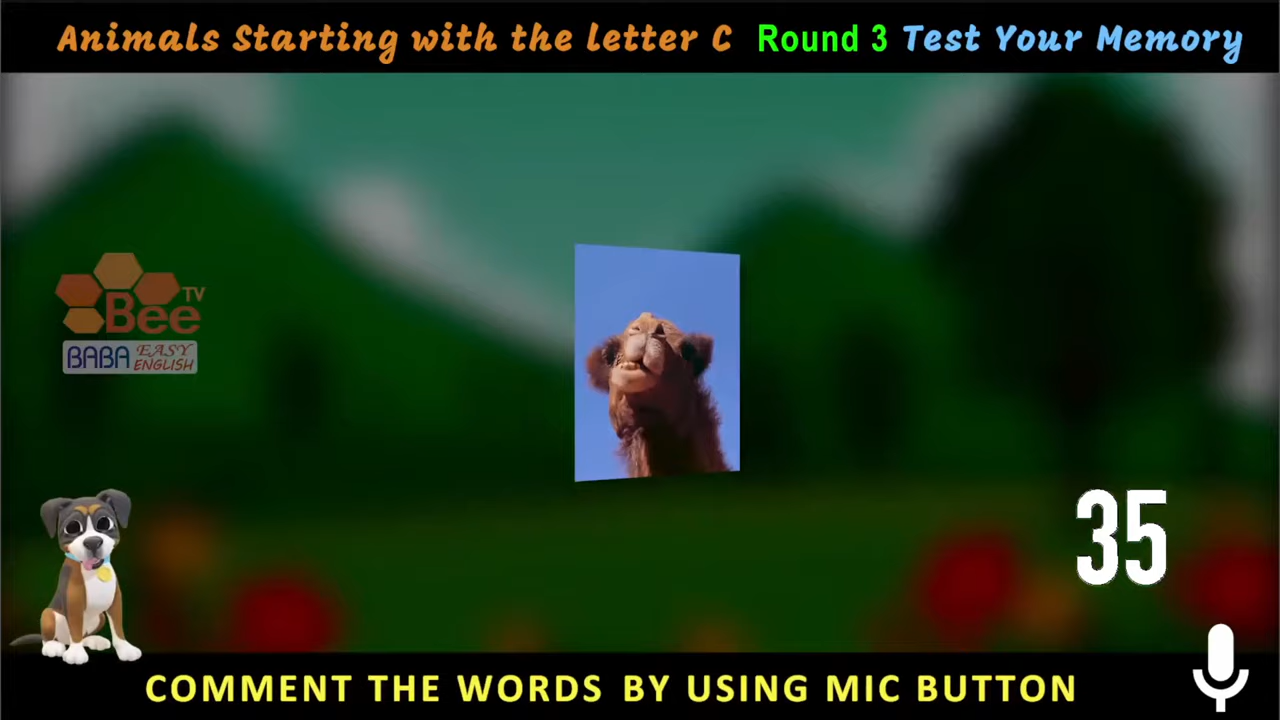 Animals Starting with the letter C Round 3 Test Your Memory
Bee TV
BABA EASY ENGLISH
35
COMMENT THE WORDS BY USING MIC BUTTON